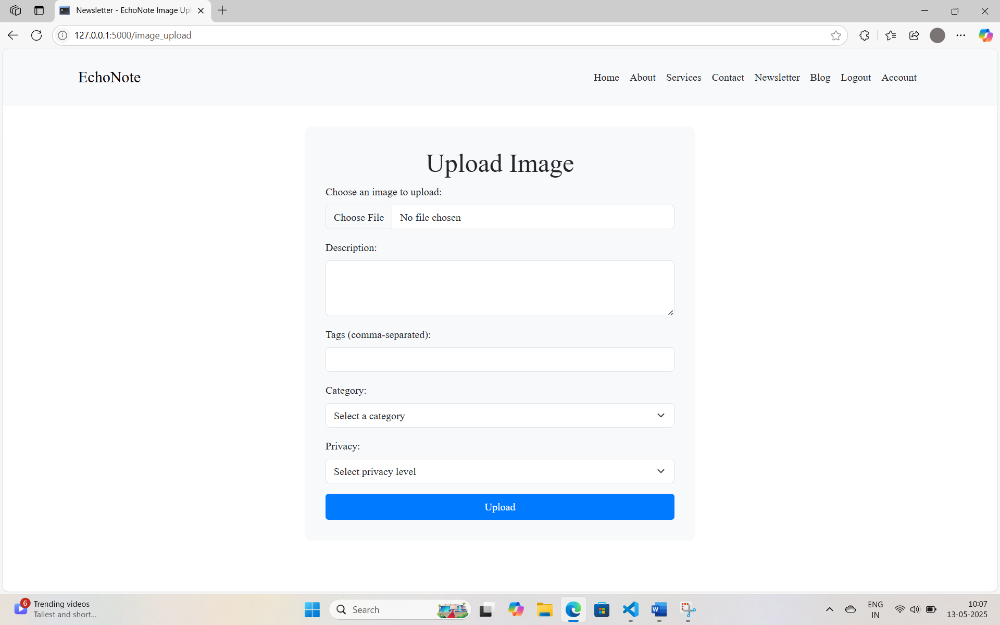 Newsletter - EchoNote Image Upl
127.0.0.1:5000/image_upload
EchoNote
Home About Services Contact Newsletter Blog Logout Account
Upload Image
Choose an image to upload:
Choose File No file chosen
Description:
Tags (comma-separated):
Category:
Select a category
Privacy:
Select privacy level
Upload
6
Trending videos
Tallest and short...
Search
W
ENG
IN
10:07
13-05-2025